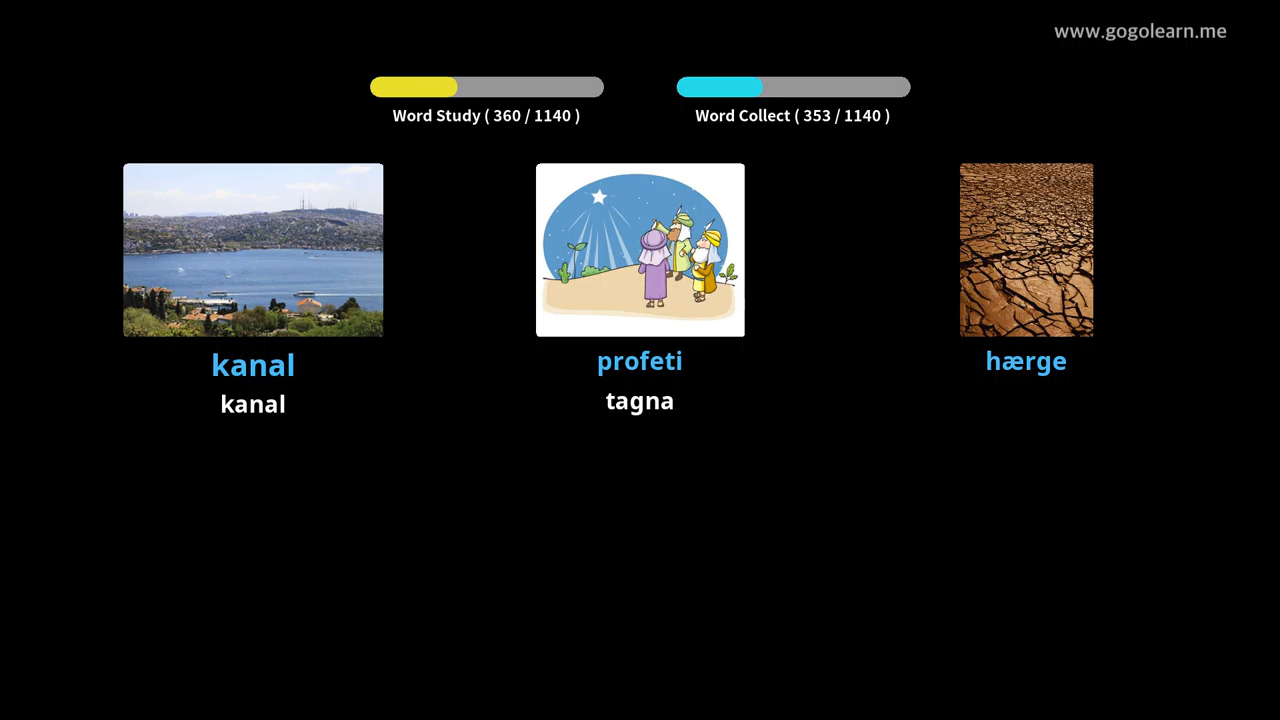 www.gogolearn.me
Word Study ( 360 / 1140 )
Word Collect ( 353 / 1140 )
kanal
profeti
hærge
kanal
tagna